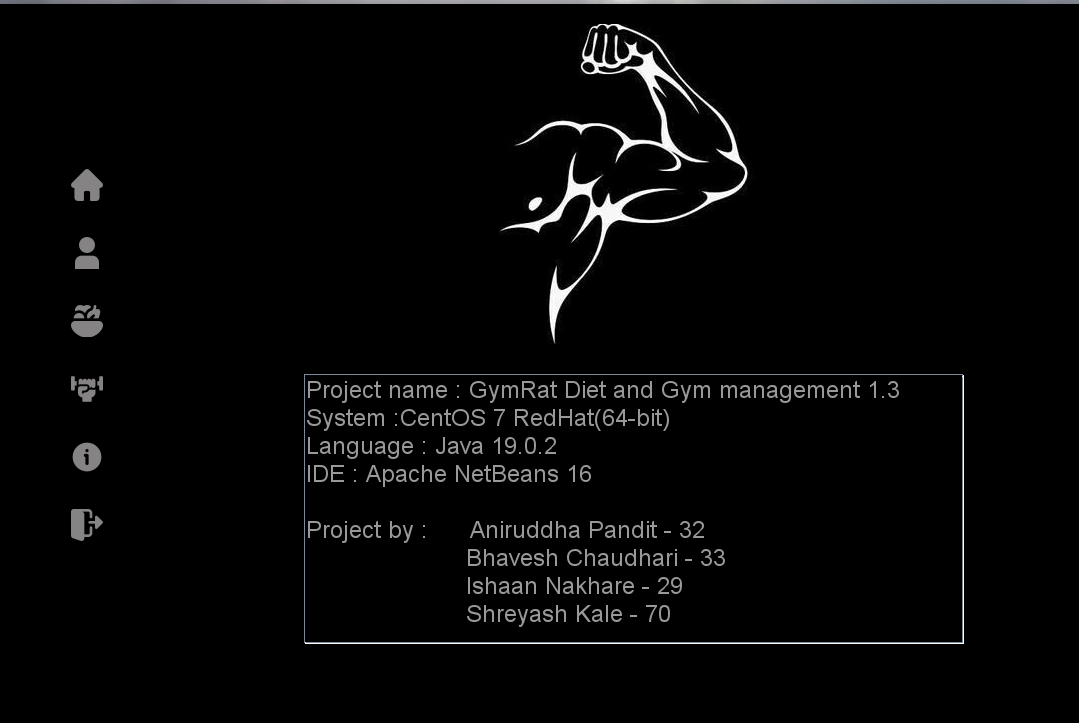 Project name : GymRat Diet and Gym management 1.3
System :CentOS 7 RedHat(64-bit)
Language : Java 19.0.2
IDE : Apache NetBeans 16
Project by : Aniruddha Pandit - 32
Bhavesh Chaudhari - 33
Ishaan Nakhare - 29
Shreyash Kale - 70